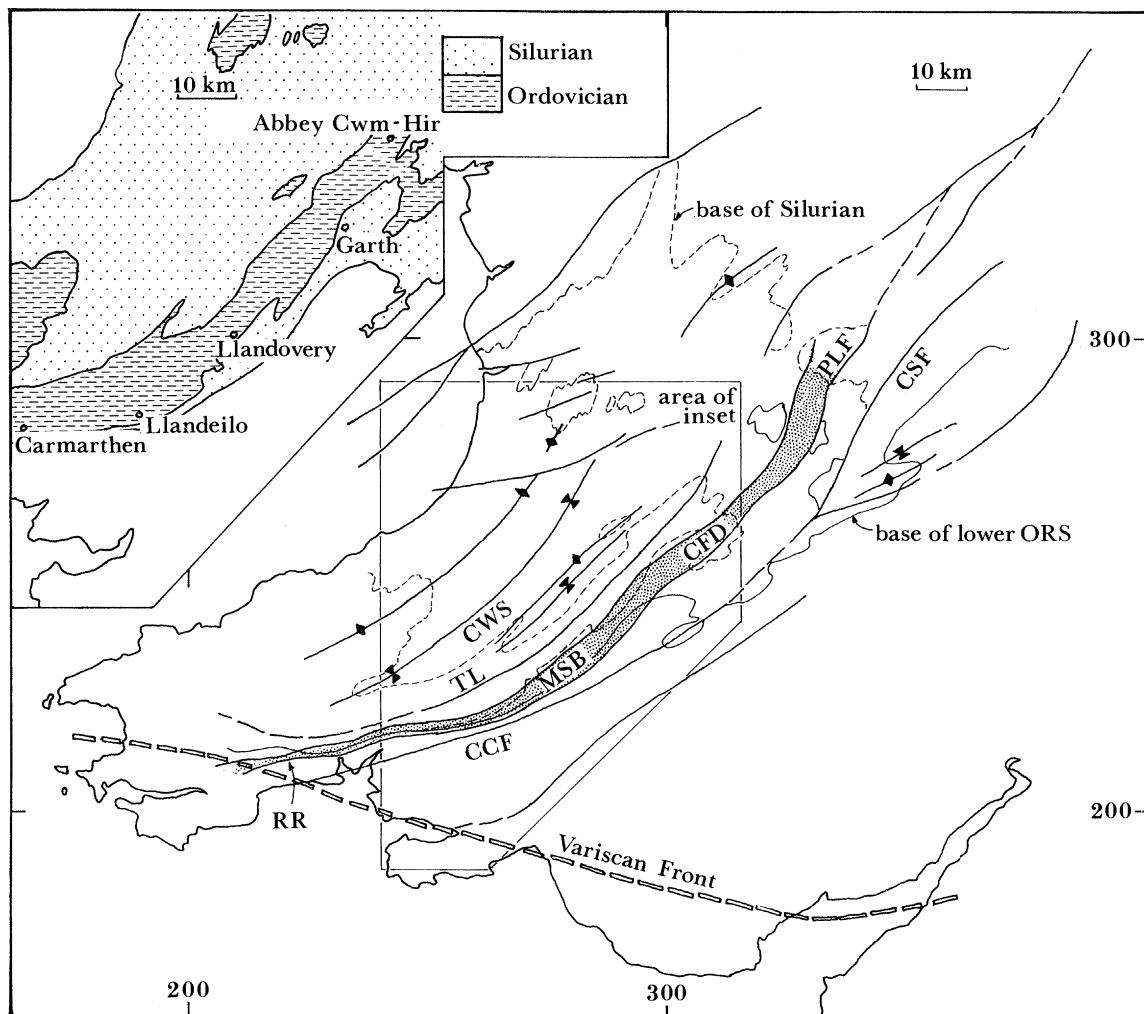 Silurian
Ordovician
10 km
10 km
Abbey Cwm-Hir
Garth
Llandovery
Llandeilo
Carmarthen
base of Silurian
300
PLF
CSF
area of
inset
base of lower ORS
CFD
CWS
TL
MSB
CCF
RR
200
Variscan Front
200
300